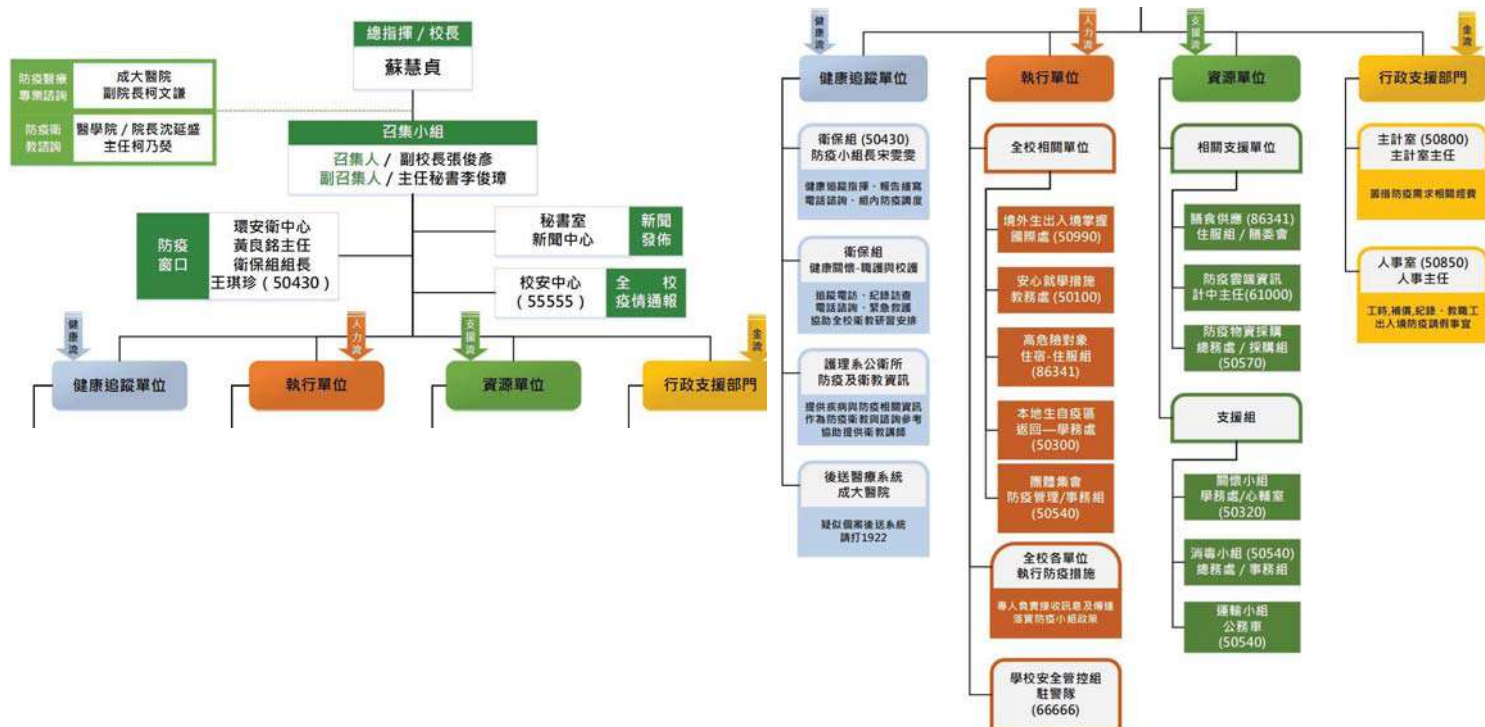 總指揮 / 校長
蘇慧貞
防疫醫療
專業諮詢
成大醫院
副院長柯文謙
防疫衛
教諮詢
醫學院 / 院長沈延盛
主任柯乃熒
召集小組
召集人 / 副校長張俊彥
副召集人 / 主任秘書李俊璋
防疫
窗口
環安衛中心
黃良銘主任
衛保組組長
王琪珍 ( 50430 )
秘書室
新聞中心
新聞
發佈
校安中心
( 55555 )
全校
疫情通報
健康流
人力流
支援流
金流
健康追蹤單位
執行單位
資源單位
行政支援部門
健康流
人力流
支援流
金流
健康追蹤單位
執行單位
資源單位
行政支援部門
衛保組 (50430)
防疫小組長宋雯雯
健康追蹤指揮、報告繕寫
電話諮詢、組內防疫調度
衛保組
健康關懷-職護與校護
追蹤電訪、紀錄訪查
電話諮詢、緊急救護
協助全校衛教研習安排
護理系公衛所
防疫及衛教資訊
提供疾病與防疫相關資訊
作為防疫衛教與諮詢參考
協助提供衛教講師
後送醫療系統
成大醫院
疑似個案後送系統
請打1922
全校相關單位
境外生出入境掌握
國際處 (50990)
安心就學措施
教務處 (50100)
高危險對象
住宿-住服組
(86341)
本地生自疫區
返回—學務處
(50300)
團體集會
防疫管理/事務組
(50540)
全校各單位
執行防疫措施
專人負責接收訊息及傳達
落實防疫小組政策
學校安全管控組
駐警隊
(66666)
相關支援單位
膳食供應 (86341)
住服組 / 膳委會
防疫雲端資訊
計中主任(61000)
防疫物資採購
總務處 / 採購組
(50570)
支援組
關懷小組
學務處/心輔室
(50320)
消毒小組 (50540)
總務處 / 事務組
運輸小組
公務車
(50540)
主計室 (50800)
主計室主任
籌措防疫需求相關經費
人事室 (50850)
人事主任
工時,補償,紀錄、教職工
出入境防疫請假事宜